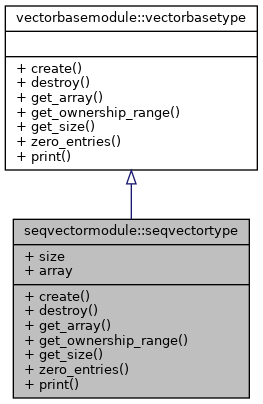 vectorbasemodule::vectorbasetype
+ create()
+ destroy()
+ get_array()
+ get_ownership_range()
+ get_size()
+ zero_entries()
+ print()
seqvectormodule::seqvectortype
+ size
+ array
+ create()
+ destroy()
+ get_array()
+ get_ownership_range()
+ get_size()
+ zero_entries()
+ print()